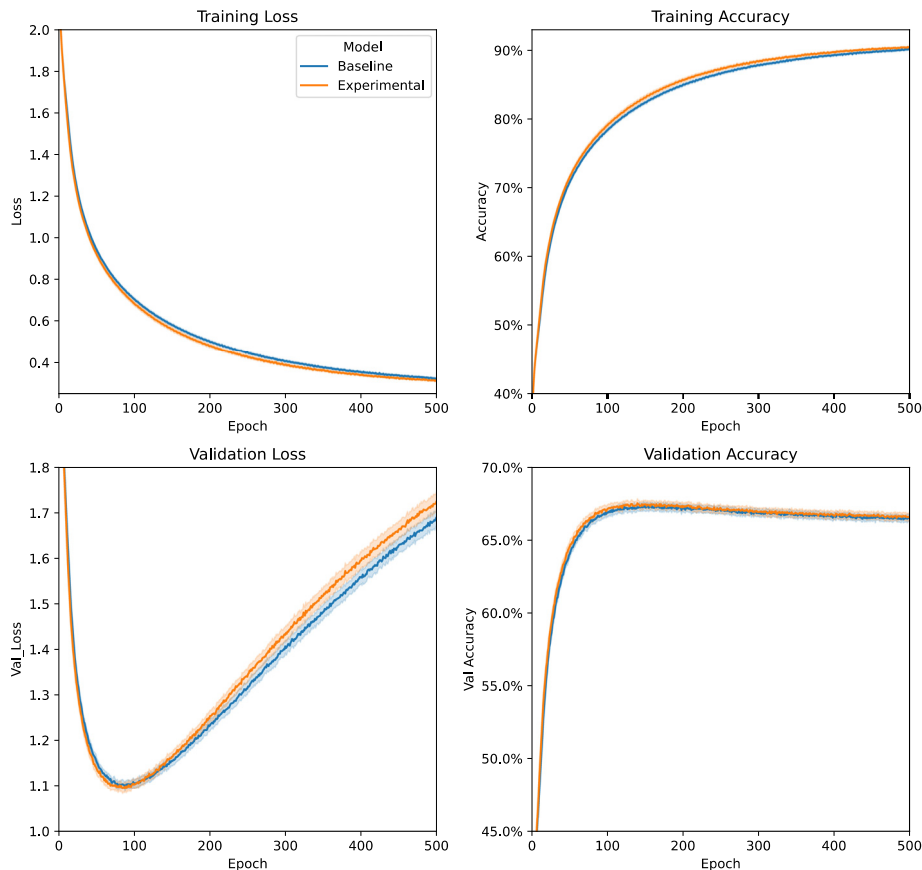 Training Loss
2.0
1.8
1.6
1.4
1.2
1.0
0.8
0.6
0.4
Loss
Model
Baseline
Experimental
0 100 200 300 400 500
Epoch
Training Accuracy
90%
80%
70%
60%
50%
40%
Accuracy
0 100 200 300 400 500
Epoch
Validation Loss
1.8
1.7
1.6
1.5
1.4
1.3
1.2
1.1
1.0
Val_Loss
0 100 200 300 400 500
Epoch
Validation Accuracy
70.0%
65.0%
60.0%
55.0%
50.0%
45.0%
Val Accuracy
0 100 200 300 400 500
Epoch